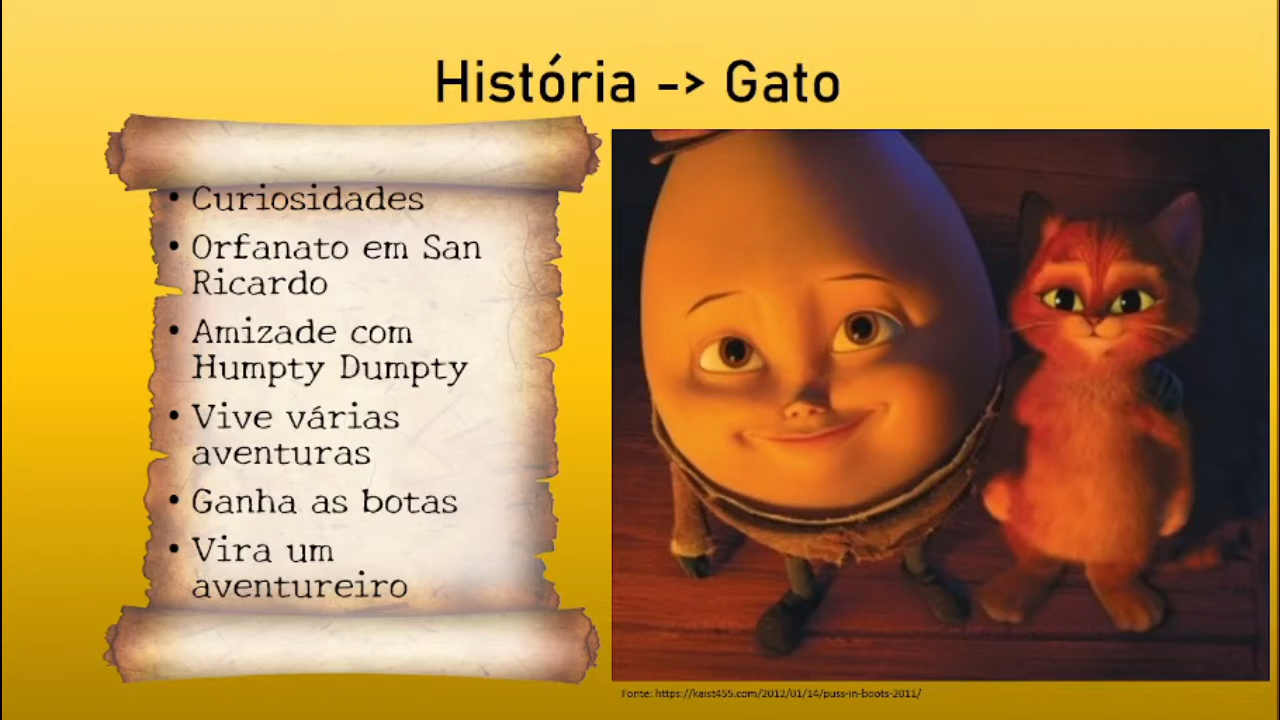 História -> Gato
• Curiosidades
• Orfanato em San
Ricardo
• Amizade com
Humpty Dumpty
• Vive várias
aventuras
• Ganha as botas
• Vira um
aventureiro
Fonte: https://kaist455.com/2012/01/14/puss-in-boots-2011/